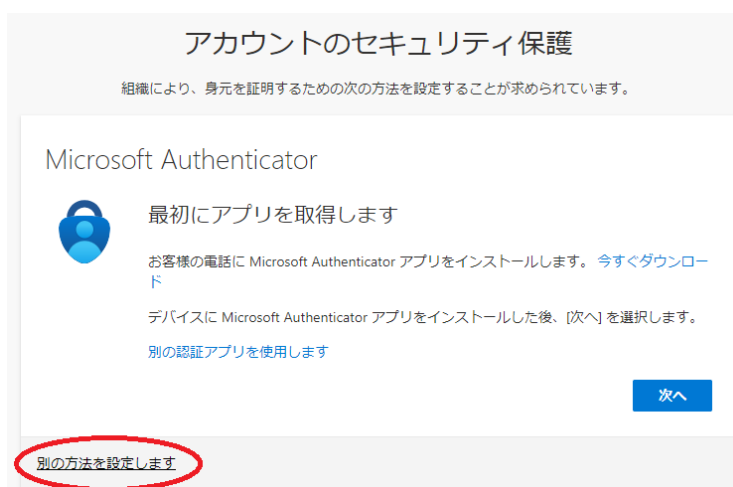 アカウントのセキュリティ保護
組織により、身元を証明するための次の方法を設定することが求められています。
Microsoft Authenticator
最初にアプリを取得します
お客様の電話に Microsoft Authenticator アプリをインストールします。 今すぐダウンロー
ド
デバイスに Microsoft Authenticator アプリをインストールした後、[次へ] を選択します。
別の認証アプリを使用します
次へ
別の方法を設定します